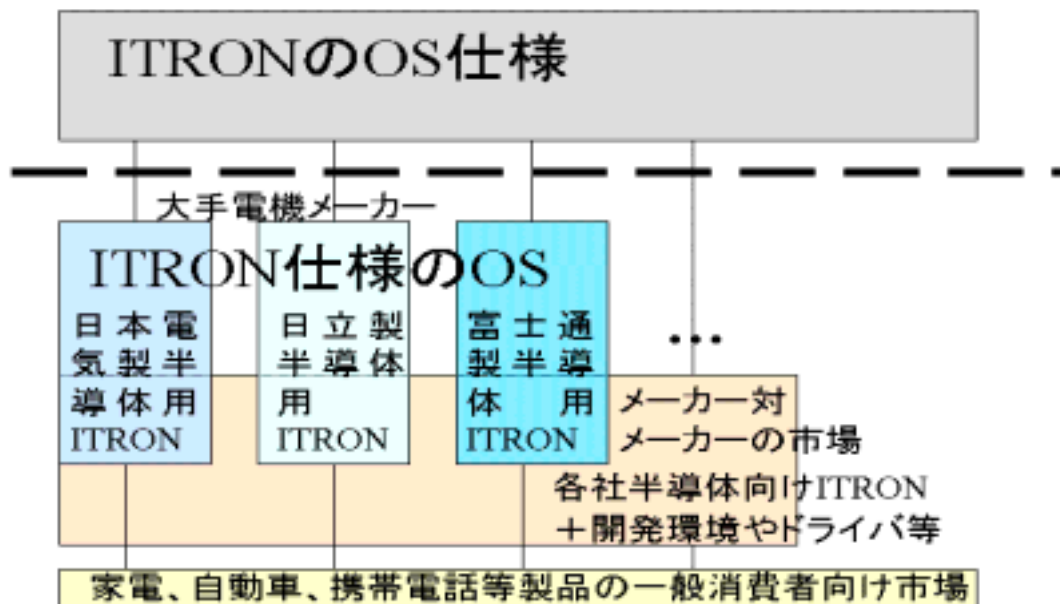 ITRONのOS仕様
大手電機メーカー
ITRON仕様のOS
日本電
気製半
導体用
ITRON
日立製
半導体
用
ITRON
富士通
製半導
体用
ITRON
…
メーカー対
メーカーの市場
各社半導体向けITRON
＋開発環境やドライバ等
家電、自動車、携帯電話等製品の一般消費者向け市場